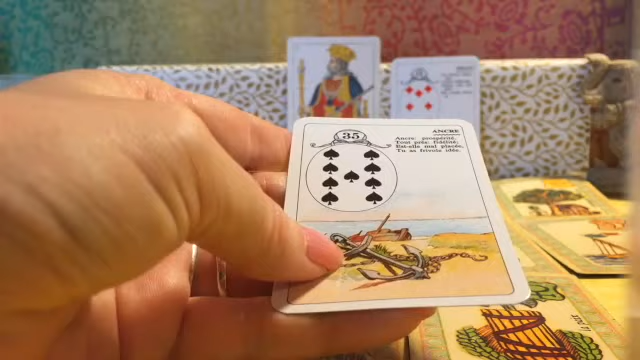 35
ANCRE
Ancre: prospérité.
Tout près: fidélité;
Est-elle mal placée,
Tu as frivole idée.